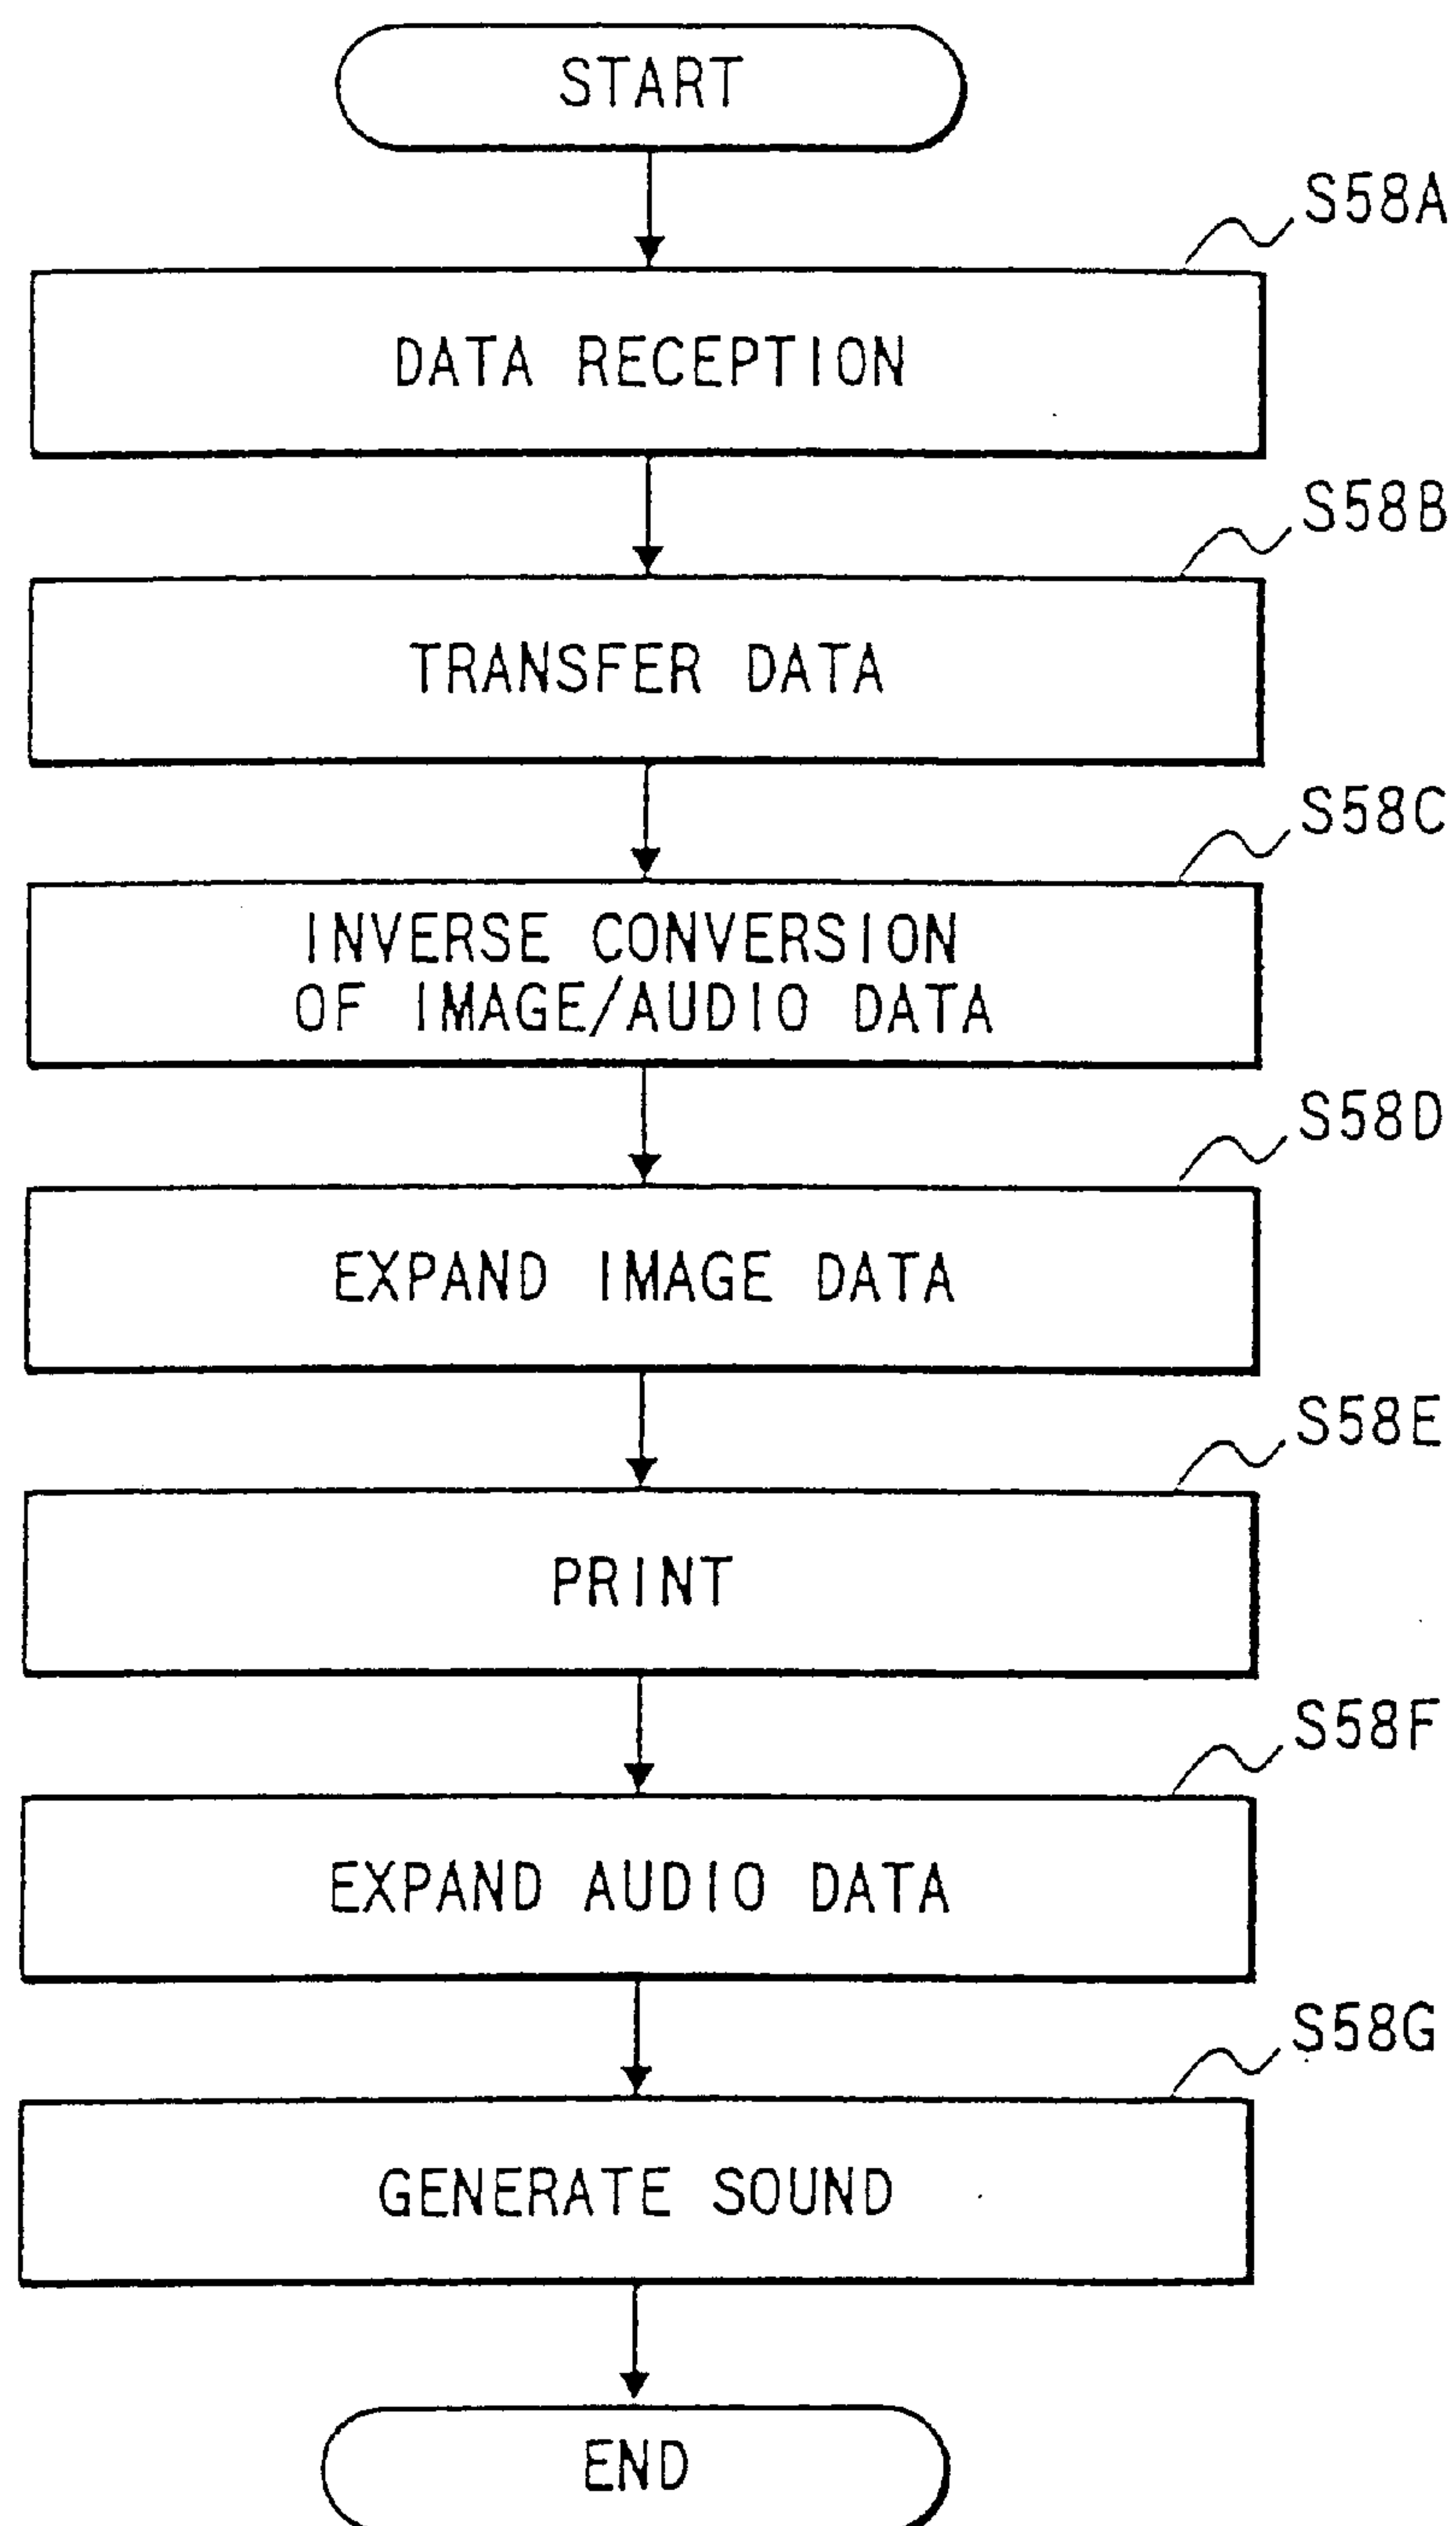 START
S58A
DATA RECEPTION
S58B
TRANSFER DATA
S58C
INVERSE CONVERSION
OF IMAGE/AUDIO DATA
S58D
EXPAND IMAGE DATA
S58E
PRINT
S58F
EXPAND AUDIO DATA
S58G
GENERATE SOUND
END